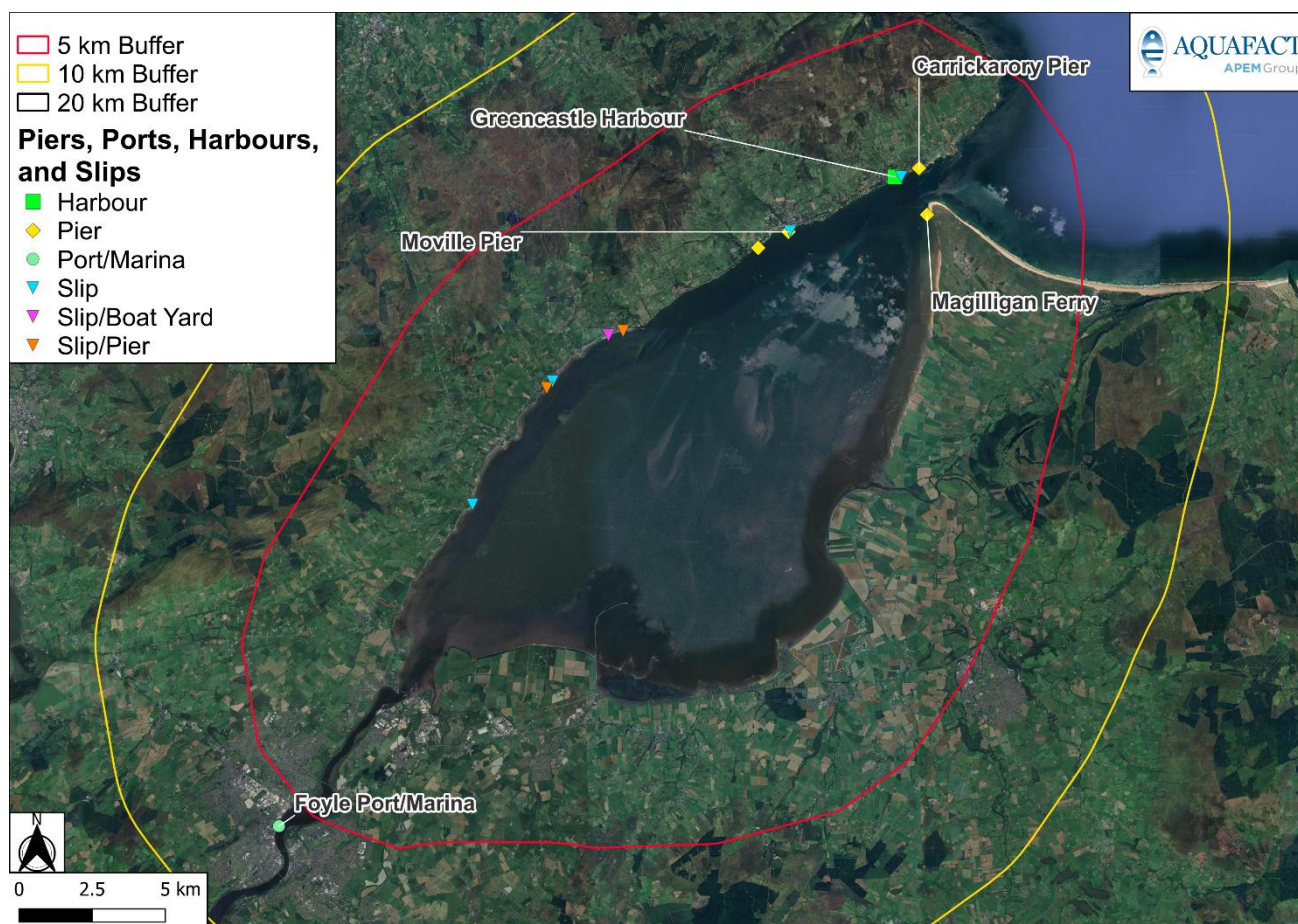 5 km Buffer
10 km Buffer
20 km Buffer
Piers, Ports, Harbours,
and Slips
Harbour
Pier
Port/Marina
Slip
Slip/Boat Yard
Slip/Pier
AQUAFACT
APEM Group
Carrickarory Pier
Greencastle Harbour
Moville Pier
Magilligan Ferry
Foyle Port/Marina
N
0 2.5 5 km